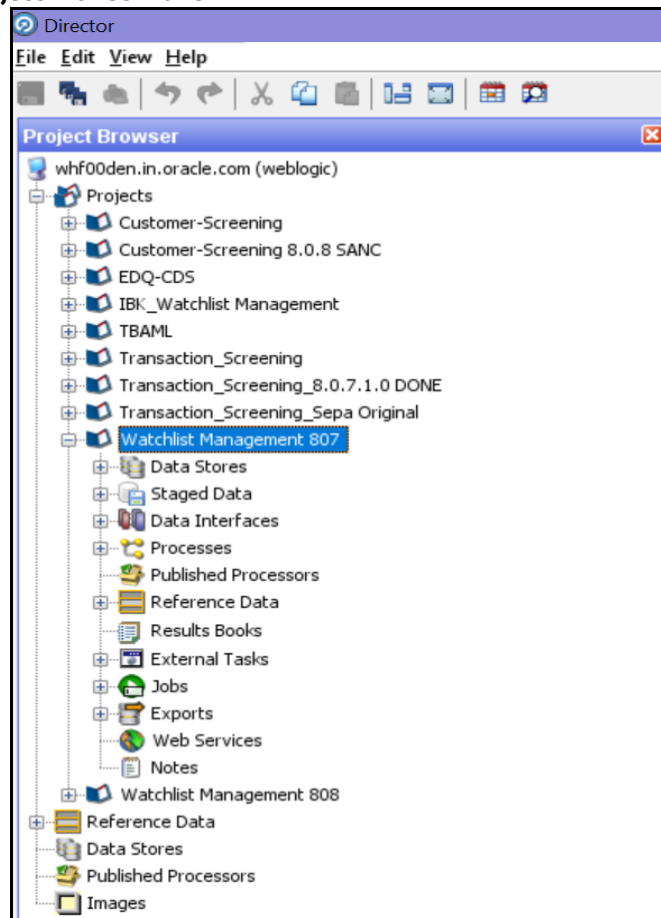 Director
File Edit View Help
Project Browser
whf00den.in.oracle.com (weblogic)
Projects
Customer-Screening
Customer-Screening 8.0.8 SANC
EDQ-CDS
IBK_Watchlist Management
TBAML
Transaction_Screening
Transaction_Screening_8.0.7.1.0 DONE
Transaction_Screening_Sepa Original
Watchlist Management 807
Data Stores
Staged Data
Data Interfaces
Processes
Published Processors
Reference Data
Results Books
External Tasks
Jobs
Exports
Web Services
Notes
Watchlist Management 808
Reference Data
Data Stores
Published Processors
Images